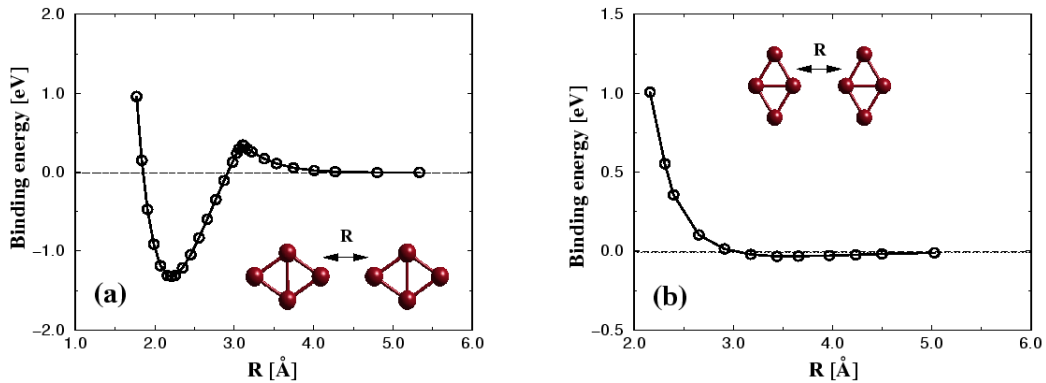 2.0
1.0
0.0
−1.0
−2.0
1.0 2.0 3.0 4.0 5.0 6.0
Binding energy [eV]
R [Å]
R
(a)
1.5
1.0
0.5
0.0
−0.5
2.0 3.0 4.0 5.0 6.0
Binding energy [eV]
R [Å]
R
(b)